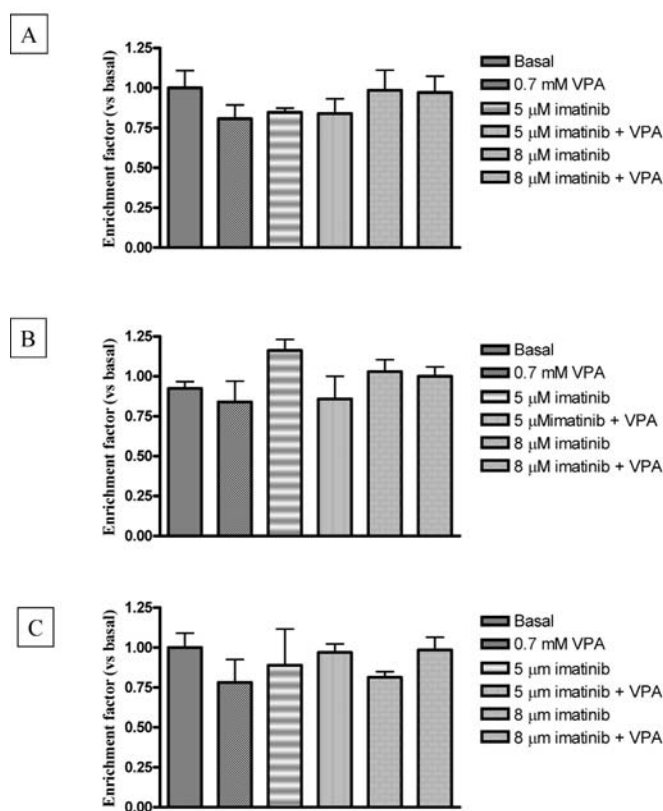 A
Enrichment factor (vs basal)
1.25
1.00
0.75
0.50
0.25
0.00
Basal
0.7 mM VPA
5 μM imatinib
5 μM imatinib + VPA
8 μM imatinib
8 μM imatinib + VPA
B
Enrichment factor (vs basal)
1.25
1.00
0.75
0.50
0.25
0.00
Basal
0.7 mM VPA
5 μM imatinib
5 μMimatinib + VPA
8 μM imatinib
8 μM imatinib + VPA
C
Enrichment factor (vs basal)
1.25
1.00
0.75
0.50
0.25
0.00
Basal
0.7 mM VPA
5 μm imatinib
5 μm imatinib + VPA
8 μm imatinib
8 μm imatinib + VPA